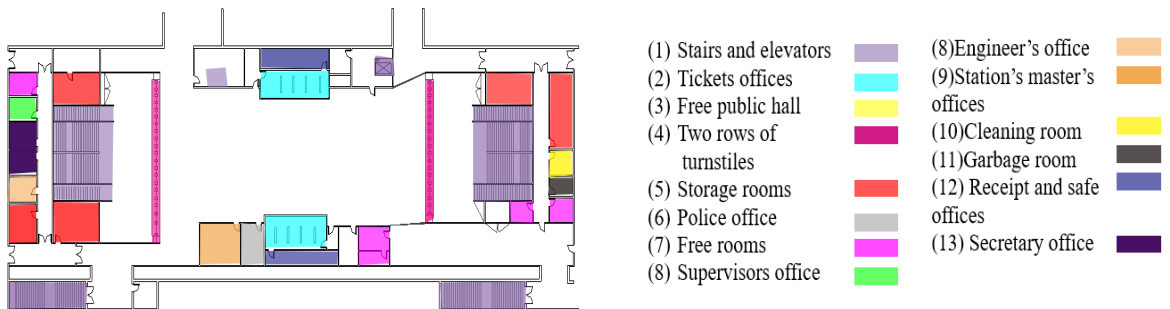 (1) Stairs and elevators
(2) Tickets offices
(3) Free public hall
(4) Two rows of
turnstiles
(5) Storage rooms
(6) Police office
(7) Free rooms
(8) Supervisors office
(8)Engineer's office
(9)Station's master's
offices
(10)Cleaning room
(11)Garbage room
(12) Receipt and safe
offices
(13) Secretary office